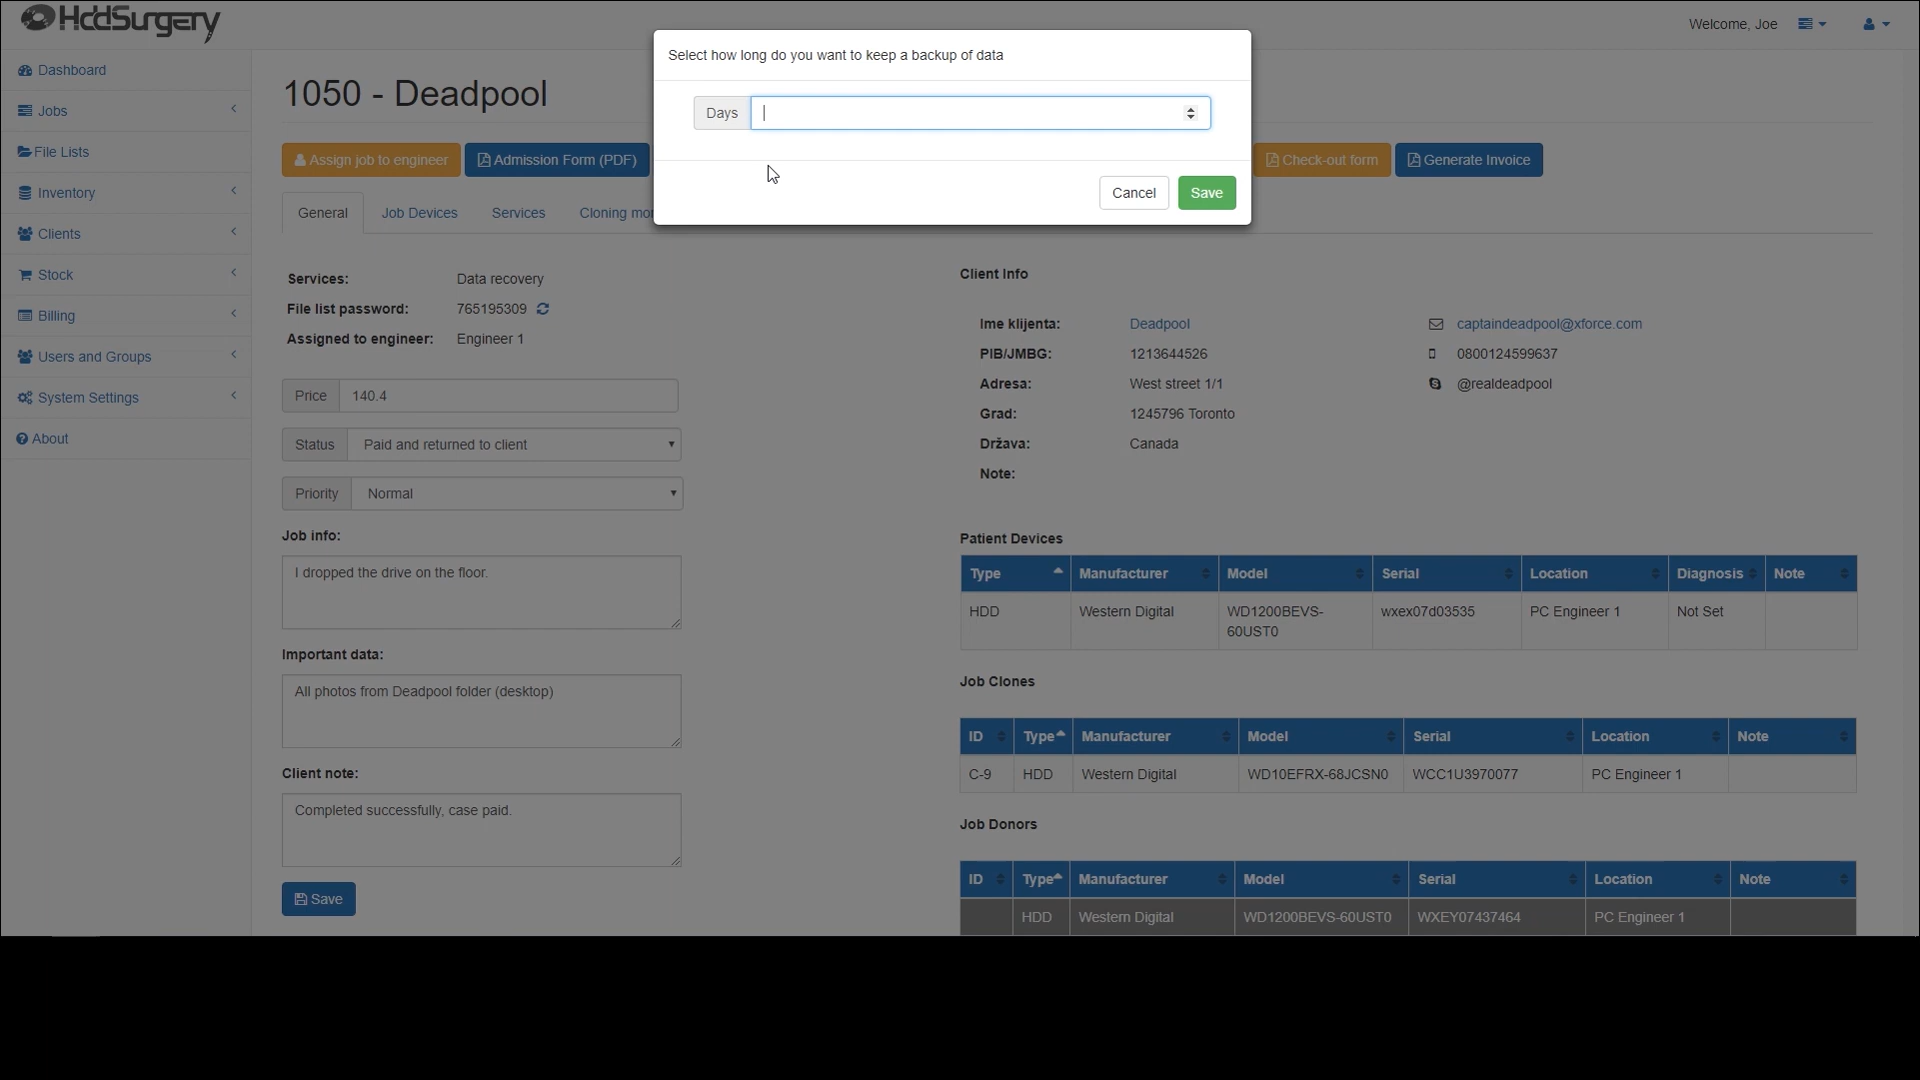 HddSurgery
Welcome, Joe
Select how long do you want to keep a backup of data
Days
Cancel
Save
Dashboard
Jobs
File Lists
Inventory
Clients
Stock
Billing
Users and Groups
System Settings
About
1050 - Deadpool
Assign job to engineer
Admission Form (PDF)
Check-out form
Generate Invoice
General
Job Devices
Services
Cloning
Services: Data recovery
File list password: 765195309
Assigned to engineer: Engineer 1
Price 140.4
Status Paid and returned to client
Priority Normal
Job info:
I dropped the drive on the floor.
Important data:
All photos from Deadpool folder (desktop)
Client note:
Completed successfully, case paid.
Save
Client Info
Ime klijenta: Deadpool captaindeadpool@xforce.com
PIB/JMBG: 1213644526 0800124599637
Adresa: West street 1/1 @realdeadpool
Grad: 1245796 Toronto
Država: Canada
Note:
Patient Devices
Type Manufacturer Model Serial Location Diagnosis Note
HDD Western Digital WD1200BEVS- wxex07d03535 PC Engineer 1 Not Set
60UST0
Job Clones
ID Type Manufacturer Model Serial Location Note
C-9 HDD Western Digital WD10EFRX-68JCSN0 WCC1U3970077 PC Engineer 1
Job Donors
ID Type Manufacturer Model Serial Location Note
HDD Western Digital WD1200BEVS-60UST0 WXEY07437464 PC Engineer 1